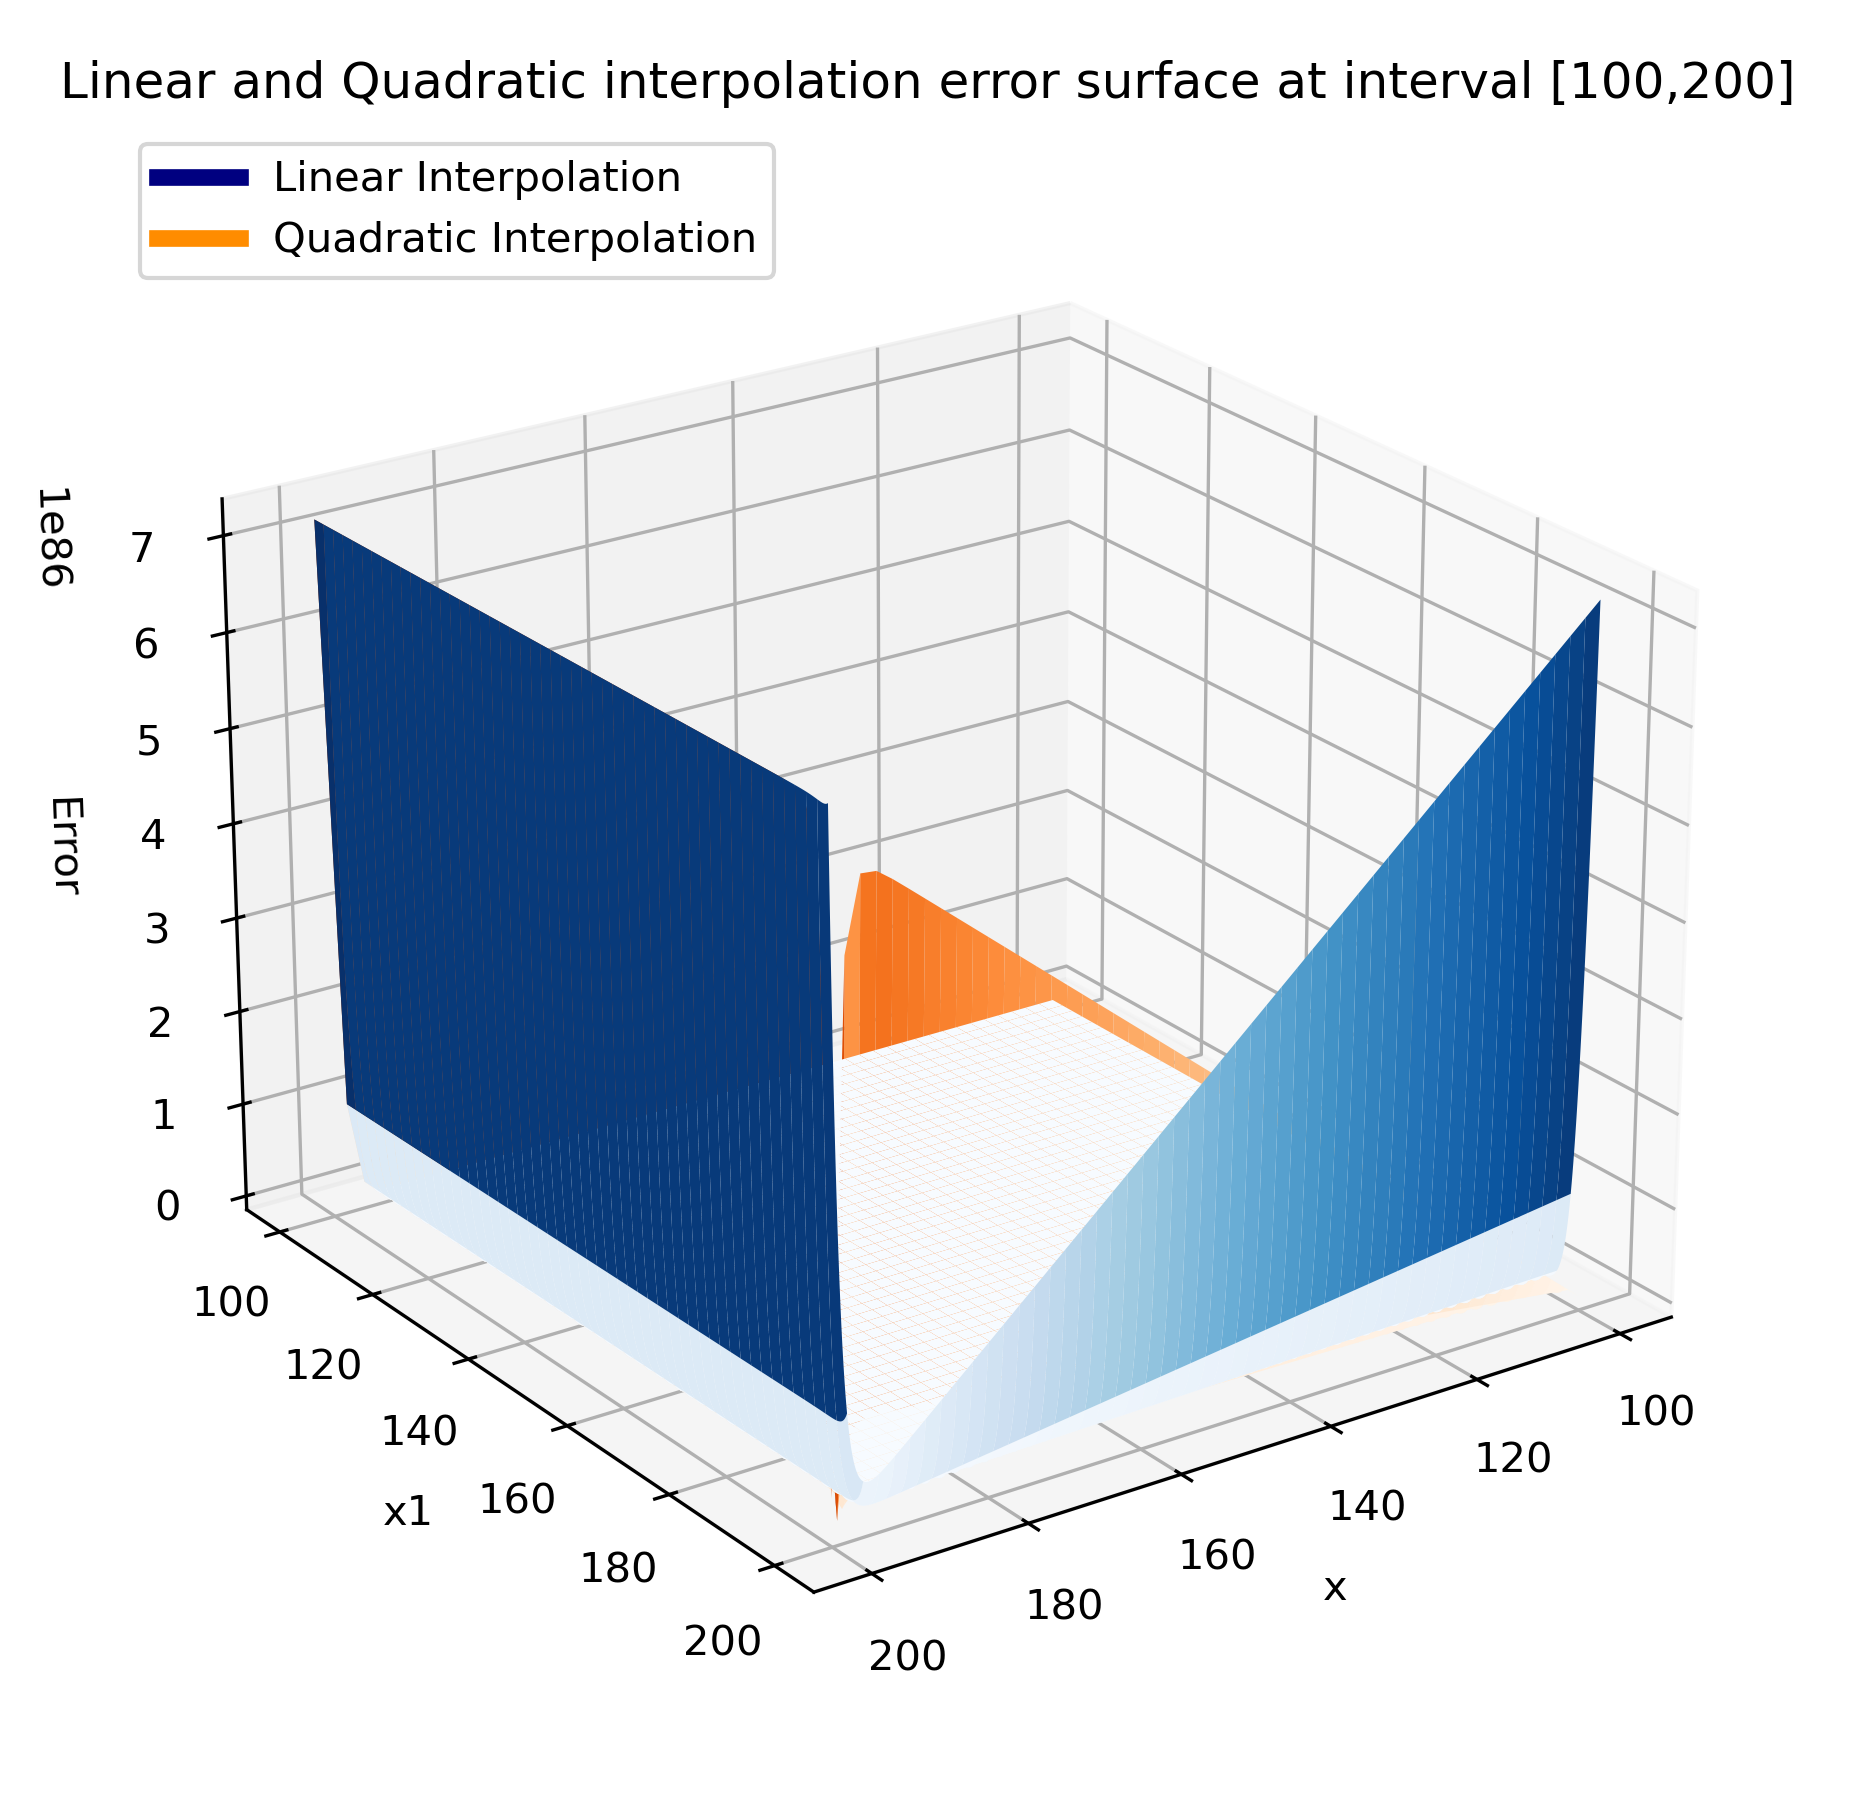 Linear and Quadratic interpolation error surface at interval [100,200]
Linear Interpolation
Quadratic Interpolation
1e86
Error
7
6
5
4
3
2
1
0
100
120
140
160
180
200
x1
200
180
160
140
120
100
x